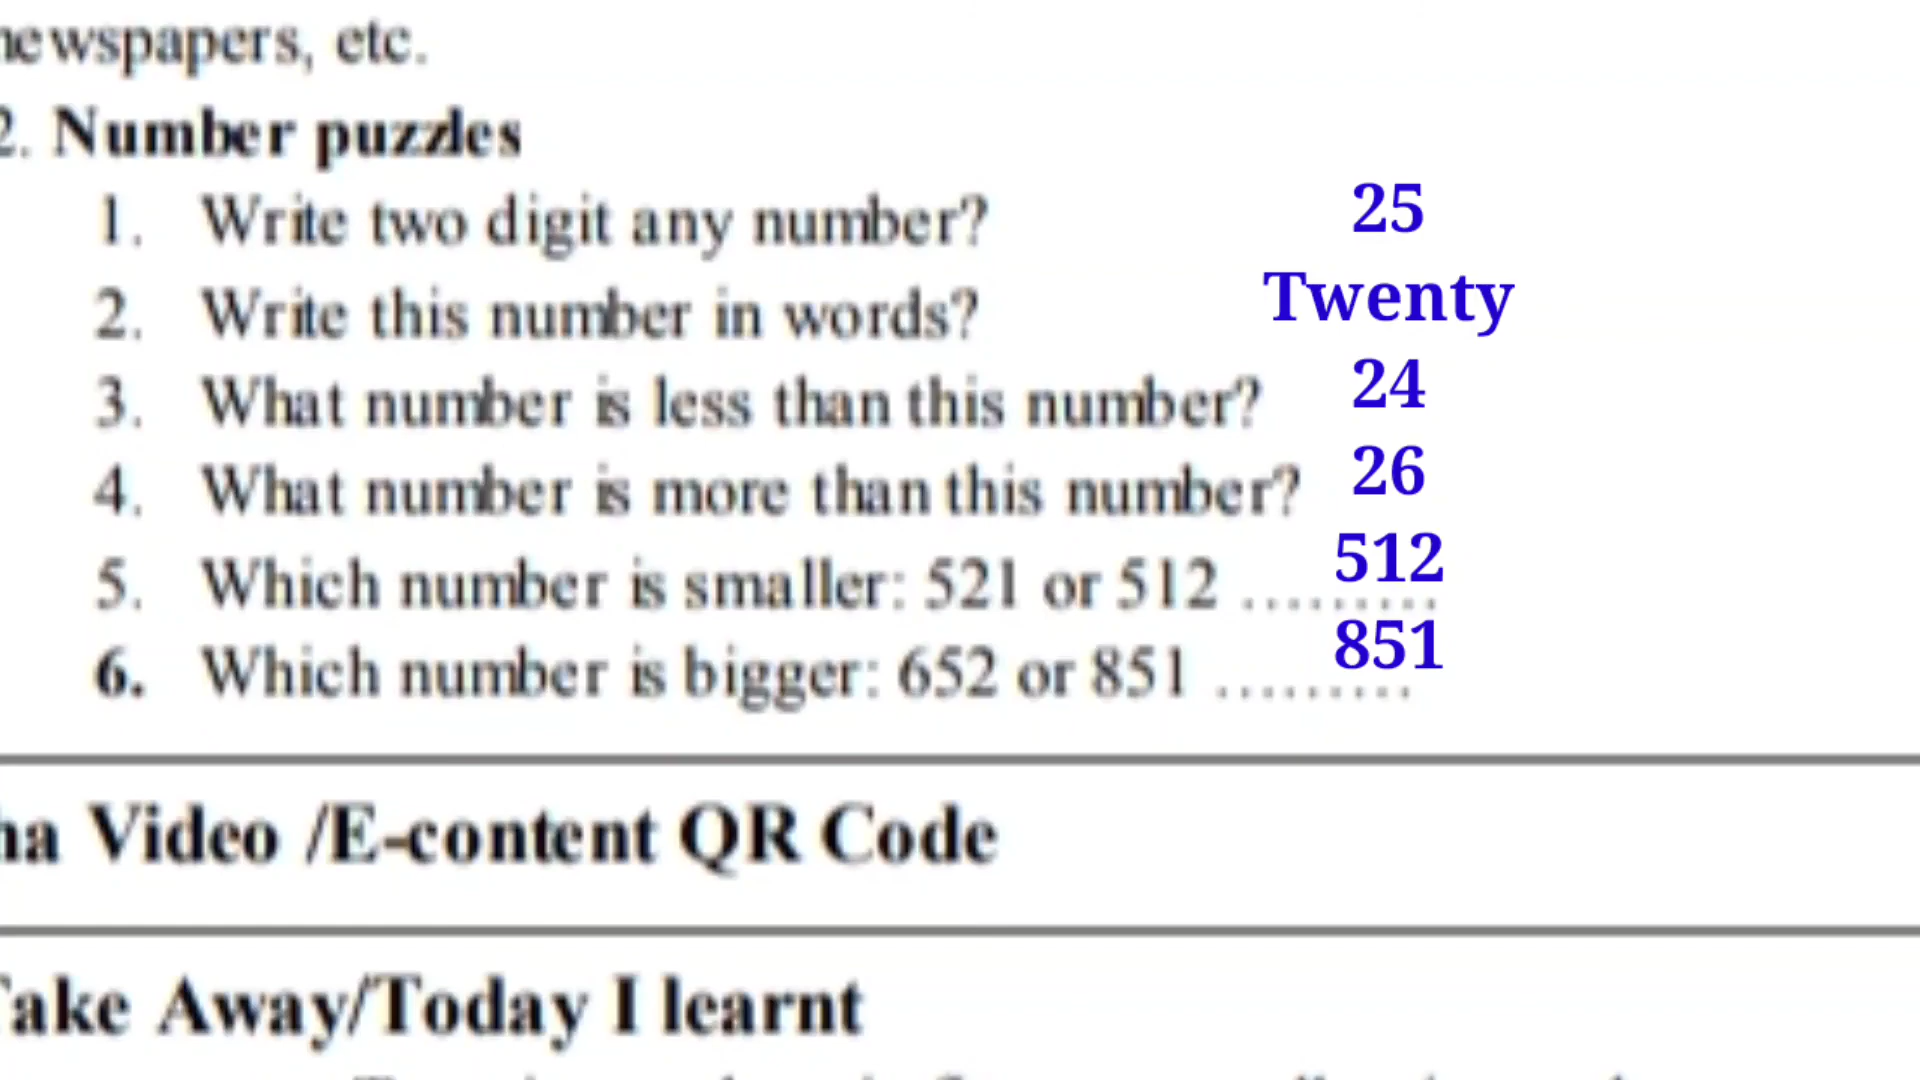 newspapers, etc.
2. Number puzzles
1. Write two digit any number? 25
2. Write this number in words? Twenty
3. What number is less than this number? 24
4. What number is more than this number? 26
5. Which number is smaller: 521 or 512 ......... 512
6. Which number is bigger: 652 or 851 ......... 851
ha Video /E-content QR Code
Take Away/Today I learnt